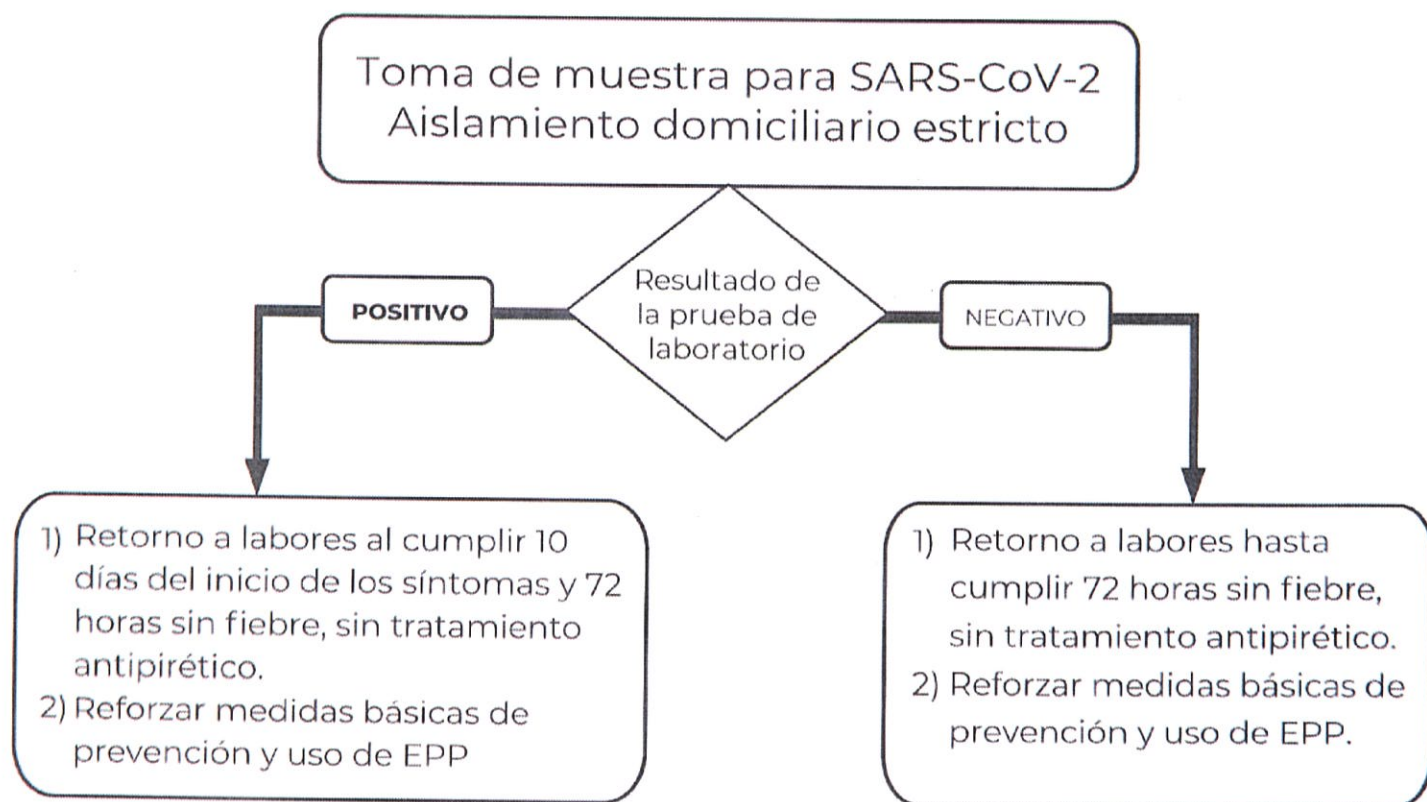 Toma de muestra para SARS-CoV-2
Aislamiento domiciliario estricto
Resultado de
la prueba de
laboratorio
POSITIVO
NEGATIVO
1) Retorno a labores al cumplir 10
días del inicio de los síntomas y 72
horas sin fiebre, sin tratamiento
antipirético.
2) Reforzar medidas básicas de
prevención y uso de EPP
1) Retorno a labores hasta
cumplir 72 horas sin fiebre,
sin tratamiento antipirético.
2) Reforzar medidas básicas de
prevención y uso de EPP.